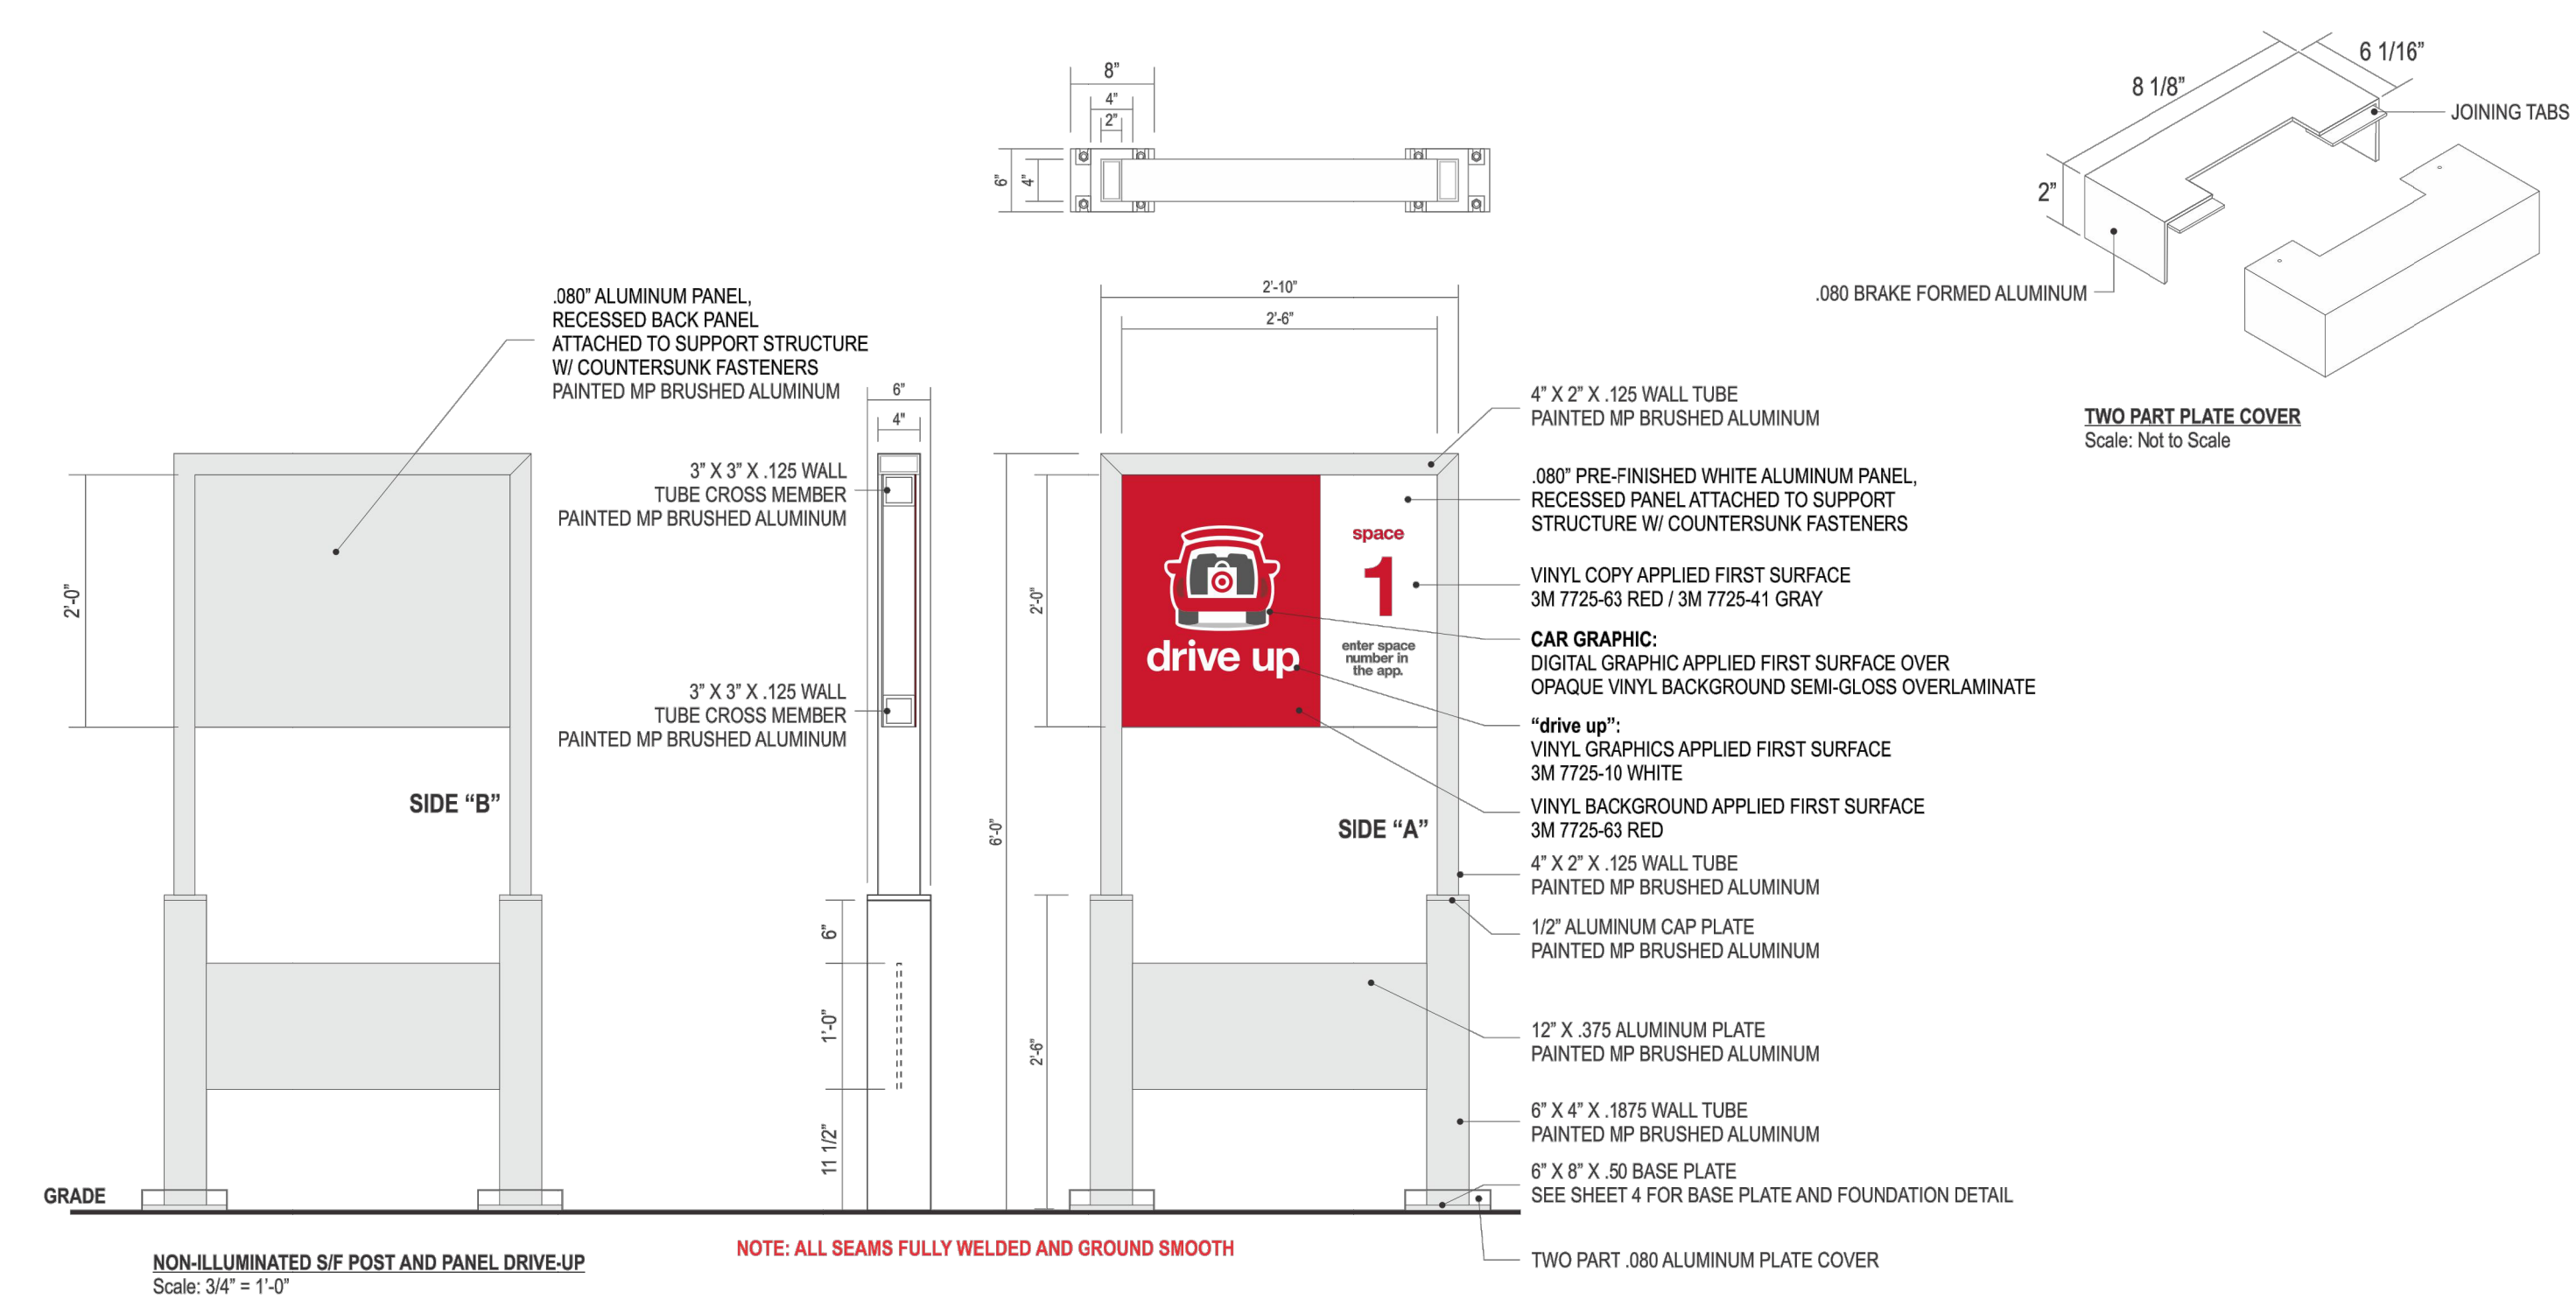 8”
4”
2”
6”
4”
6 1/16”
8 1/8”
JOINING TABS
2”
.080 BRAKE FORMED ALUMINUM
TWO PART PLATE COVER
Scale: Not to Scale
.080” ALUMINUM PANEL,
RECESSED BACK PANEL
ATTACHED TO SUPPORT STRUCTURE
W/ COUNTERSUNK FASTENERS
PAINTED MP BRUSHED ALUMINUM
2’-0”
SIDE “B”
GRADE
NON-ILLUMINATED S/F POST AND PANEL DRIVE-UP
Scale: 3/4” = 1’-0”
6”
4”
3” X 3” X .125 WALL
TUBE CROSS MEMBER
PAINTED MP BRUSHED ALUMINUM
3” X 3” X .125 WALL
TUBE CROSS MEMBER
PAINTED MP BRUSHED ALUMINUM
6”
1’-0”
11 1/2”
NOTE: ALL SEAMS FULLY WELDED AND GROUND SMOOTH
2’-10”
2’-6”
2’-0”
6’-0”
2’-6”
space
1
enter space
number in
the app.
drive up
SIDE “A”
4” X 2” X .125 WALL TUBE
PAINTED MP BRUSHED ALUMINUM
.080” PRE-FINISHED WHITE ALUMINUM PANEL,
RECESSED PANEL ATTACHED TO SUPPORT
STRUCTURE W/ COUNTERSUNK FASTENERS
VINYL COPY APPLIED FIRST SURFACE
3M 7725-63 RED / 3M 7725-41 GRAY
CAR GRAPHIC:
DIGITAL GRAPHIC APPLIED FIRST SURFACE OVER
OPAQUE VINYL BACKGROUND SEMI-GLOSS OVERLAMINATE
“drive up”:
VINYL GRAPHICS APPLIED FIRST SURFACE
3M 7725-10 WHITE
VINYL BACKGROUND APPLIED FIRST SURFACE
3M 7725-63 RED
4” X 2” X .125 WALL TUBE
PAINTED MP BRUSHED ALUMINUM
1/2” ALUMINUM CAP PLATE
PAINTED MP BRUSHED ALUMINUM
12” X .375 ALUMINUM PLATE
PAINTED MP BRUSHED ALUMINUM
6” X 4” X .1875 WALL TUBE
PAINTED MP BRUSHED ALUMINUM
6” X 8” X .50 BASE PLATE
SEE SHEET 4 FOR BASE PLATE AND FOUNDATION DETAIL
TWO PART .080 ALUMINUM PLATE COVER